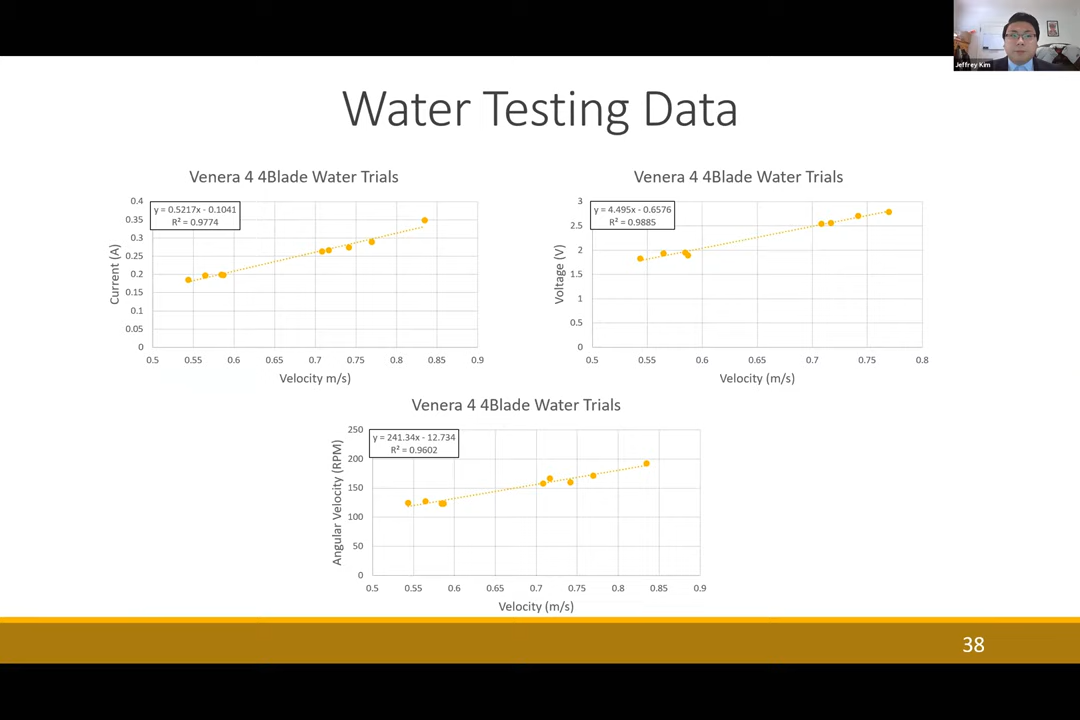 Jeffrey Kim
Water Testing Data
Venera 4 4Blade Water Trials
y = 0.5217x - 0.1041
R² = 0.9774
Current (A)
0.4
0.35
0.3
0.25
0.2
0.15
0.1
0.05
0
0.5 0.55 0.6 0.65 0.7 0.75 0.8 0.85 0.9
Velocity m/s)
Venera 4 4Blade Water Trials
y = 4.495x - 0.6576
R² = 0.9885
Voltage (V)
3
2.5
2
1.5
1
0.5
0
0.5 0.55 0.6 0.65 0.7 0.75 0.8
Velocity (m/s)
Venera 4 4Blade Water Trials
y = 241.34x - 12.734
R² = 0.9602
Angular Velocity (RPM)
250
200
150
100
50
0
0.5 0.55 0.6 0.65 0.7 0.75 0.8 0.85 0.9
Velocity (m/s)
38